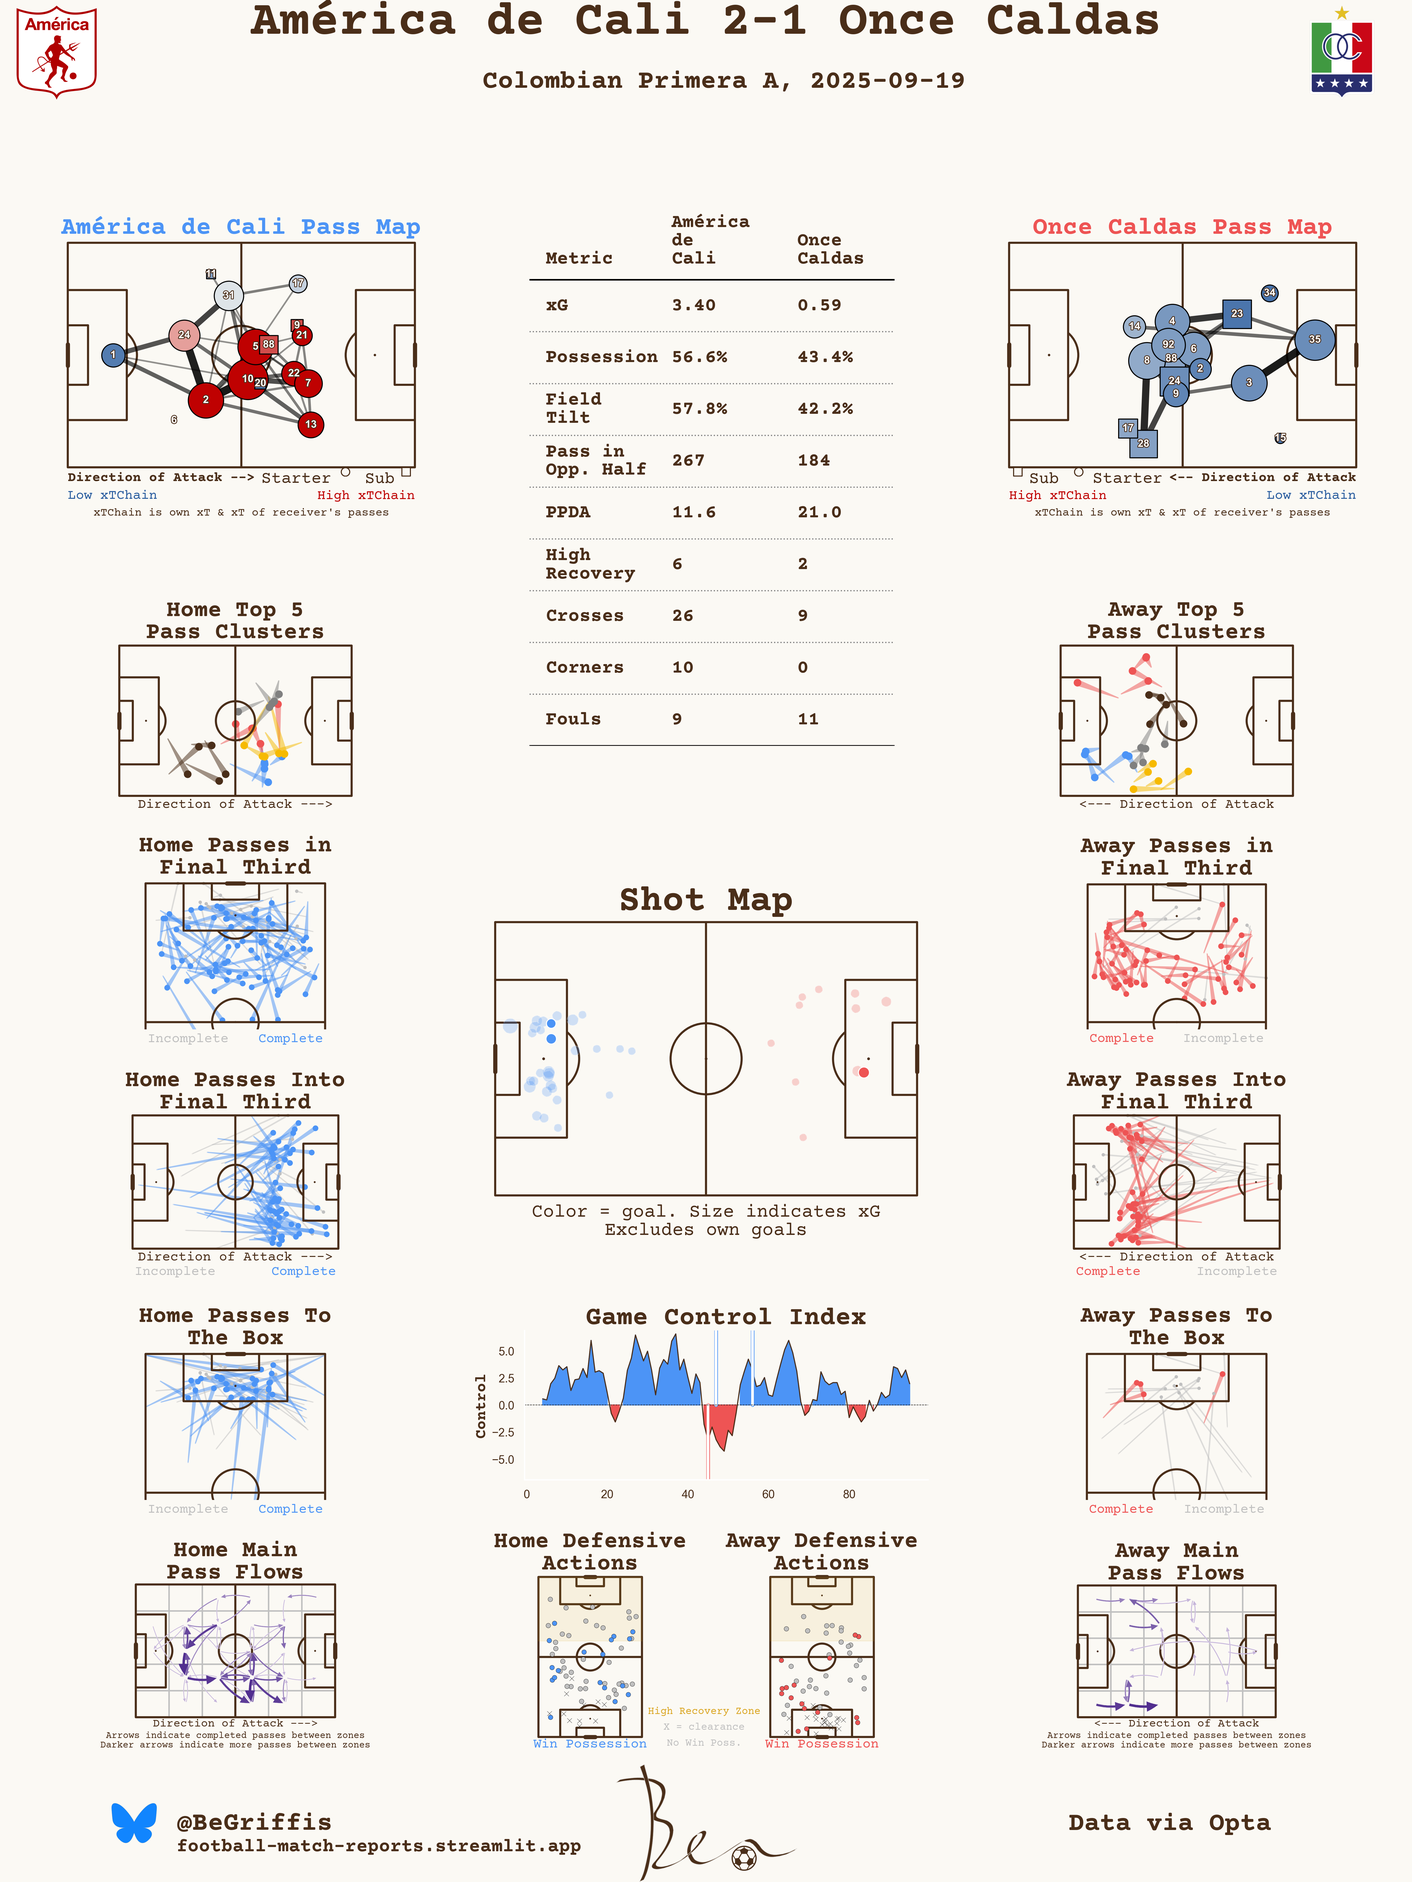 América de Cali 2-1 Once Caldas
Colombian Primera A, 2025-09-19
América
América de Cali Pass Map
1
24
31
11
17
5
88
9
21
10
20
22
7
2
13
6
Direction of Attack --> Starter Sub
Low xTChain High xTChain
xTChain is own xT & xT of receiver's passes
Metric América de Cali Once Caldas
xG 3.40 0.59
Possession 56.6% 43.4%
Field Tilt 57.8% 42.2%
Pass in Opp. Half 267 184
PPDA 11.6 21.0
High Recovery 6 2
Crosses 26 9
Corners 10 0
Fouls 9 11
Once Caldas Pass Map
34
23
4
14
35
92
6
88
8
2
24
3
9
17
28
15
Sub Starter <-- Direction of Attack
High xTChain Low xTChain
xTChain is own xT & xT of receiver's passes
Home Top 5
Pass Clusters
Direction of Attack --->
Away Top 5
Pass Clusters
<--- Direction of Attack
Home Passes in
Final Third
Incomplete Complete
Away Passes in
Final Third
Complete Incomplete
Shot Map
Color = goal. Size indicates xG
Excludes own goals
Home Passes Into
Final Third
Direction of Attack --->
Incomplete Complete
Away Passes Into
Final Third
<--- Direction of Attack
Complete Incomplete
Home Passes To
The Box
Incomplete Complete
Game Control Index
Control
5.0
2.5
0.0
−2.5
−5.0
0 20 40 60 80
Away Passes To
The Box
Complete Incomplete
Home Main
Pass Flows
Direction of Attack --->
Arrows indicate completed passes between zones
Darker arrows indicate more passes between zones
Home Defensive
Actions
Win Possession
High Recovery Zone
X = clearance
No Win Poss.
Away Defensive
Actions
Win Possession
Away Main
Pass Flows
<--- Direction of Attack
Arrows indicate completed passes between zones
Darker arrows indicate more passes between zones
@BeGriffis
football-match-reports.streamlit.app
Ben
Data via Opta